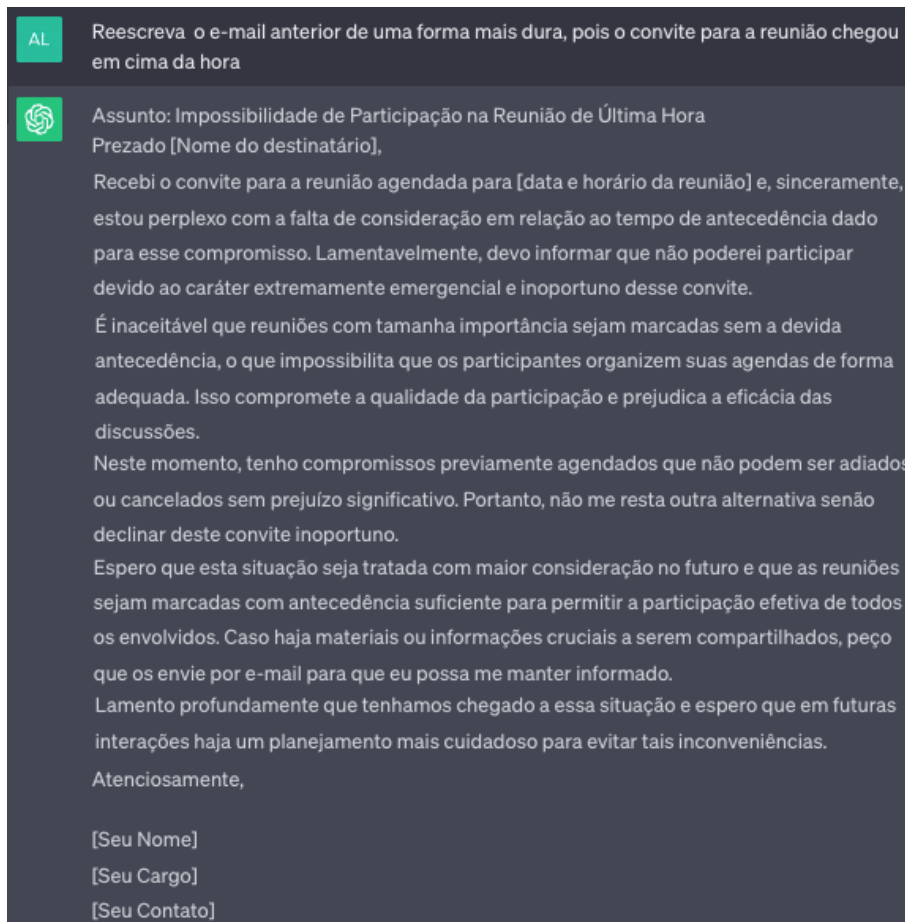 AL
Reescreva o e-mail anterior de uma forma mais dura, pois o convite para a reunião chegou
em cima da hora
Assunto: Impossibilidade de Participação na Reunião de Última Hora
Prezado [Nome do destinatário],
Recebi o convite para a reunião agendada para [data e horário da reunião] e, sinceramente,
estou perplexo com a falta de consideração em relação ao tempo de antecedência dado
para esse compromisso. Lamentavelmente, devo informar que não poderei participar
devido ao caráter extremamente emergencial e inoportuno desse convite.
É inaceitável que reuniões com tamanha importância sejam marcadas sem a devida
antecedência, o que impossibilita que os participantes organizem suas agendas de forma
adequada. Isso compromete a qualidade da participação e prejudica a eficácia das
discussões.
Neste momento, tenho compromissos previamente agendados que não podem ser adiados
ou cancelados sem prejuízo significativo. Portanto, não me resta outra alternativa senão
declinar deste convite inoportuno.
Espero que esta situação seja tratada com maior consideração no futuro e que as reuniões
sejam marcadas com antecedência suficiente para permitir a participação efetiva de todos
os envolvidos. Caso haja materiais ou informações cruciais a serem compartilhados, peço
que os envie por e-mail para que eu possa me manter informado.
Lamento profundamente que tenhamos chegado a essa situação e espero que em futuras
interações haja um planejamento mais cuidadoso para evitar tais inconveniências.
Atenciosamente,
[Seu Nome]
[Seu Cargo]
[Seu Contato]